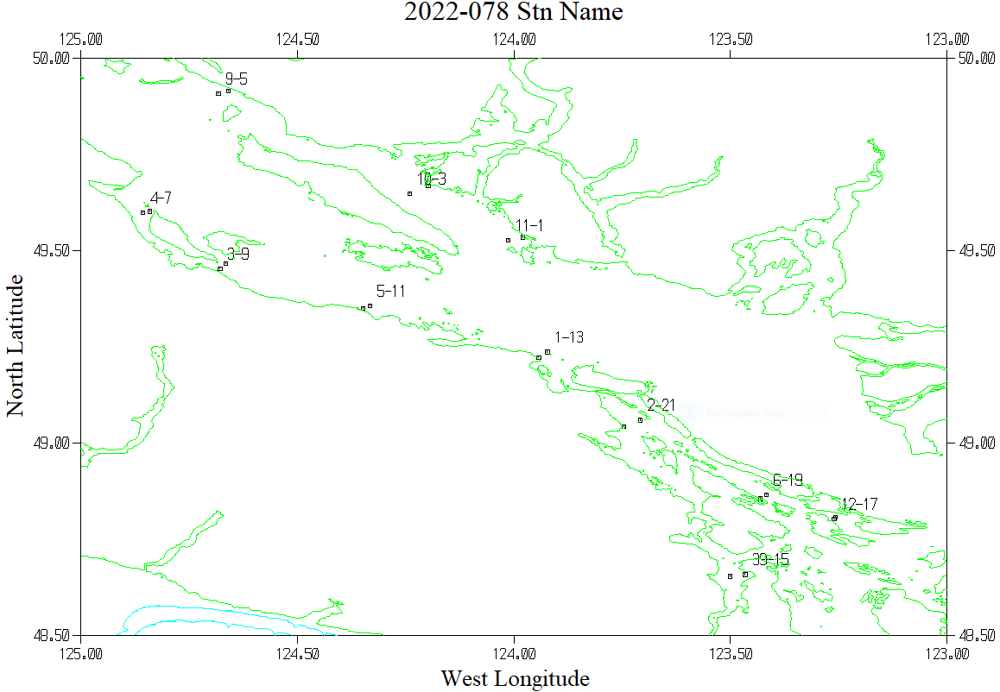 2022-078 Stn Name
125.00 124.50 124.00 123.50 123.00
50.00 50.00
9-5
10-3
4-7
11-1
49.50 49.50
3-9
5-11
North Latitude
1-13
2-21
Rectangular Snip
49.00 49.00
6-19
12-17
39-15
48.50 48.50
125.00 124.50 124.00 123.50 123.00
West Longitude